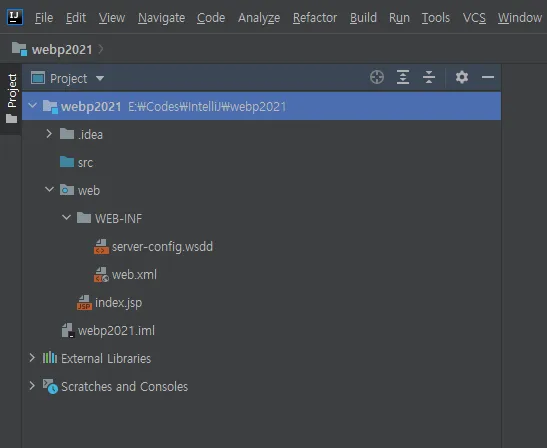 IJ File Edit View Navigate Code Analyze Refactor Build Run Tools VCS Window
webp2021
Project
Project
webp2021 E:₩Codes₩IntelliJ₩webp2021
.idea
src
web
WEB-INF
server-config.wsdd
web.xml
JSP index.jsp
webp2021.iml
External Libraries
Scratches and Consoles